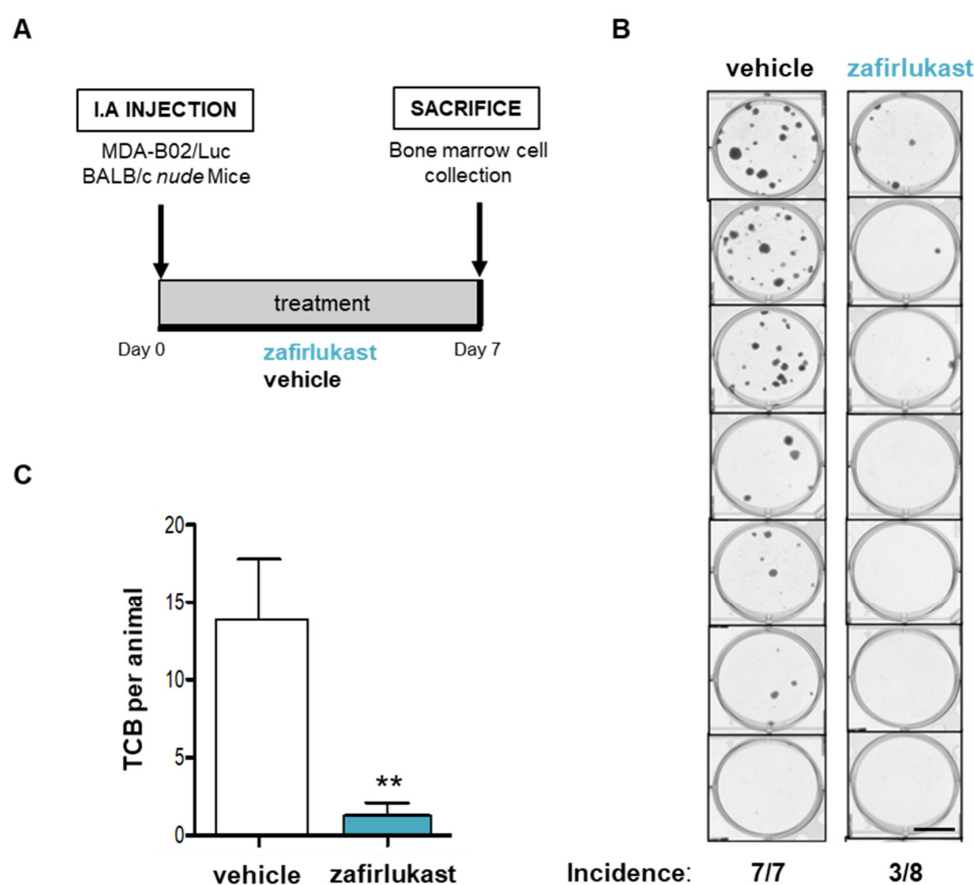 A
I.A INJECTION
MDA-B02/Luc
BALB/c nude Mice
SACRIFICE
Bone marrow cell
collection
treatment
Day 0
zafirlukast
vehicle
Day 7
B
vehicle zafirlukast
Incidence: 7/7 3/8
C
TCB per animal
20
15
10
5
0
**
vehicle zafirlukast